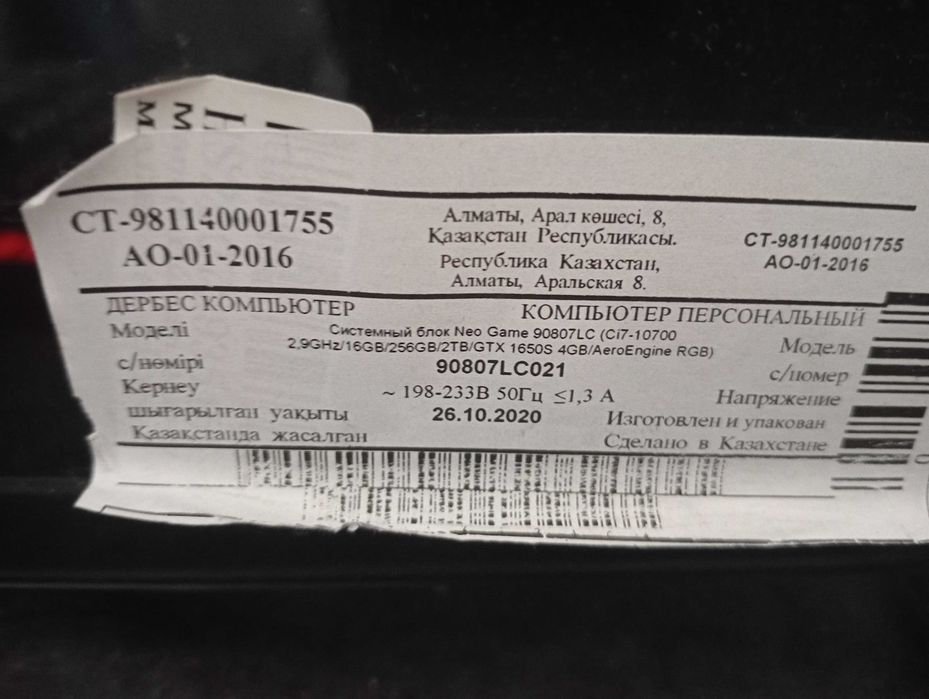 СТ-981140001755
АО-01-2016
Алматы, Арал көшесі, 8,
Қазақстан Республикасы.
Республика Казахстан,
Алматы, Аральская 8.
СТ-981140001755
АО-01-2016
ДЕРБЕС КОМПЬЮТЕР
КОМПЬЮТЕР ПЕРСОНАЛЬНЫЙ
Моделі
Системный блок Neo Game 90807LC (Ci7-10700
2,9GHz/16GB/256GB/2TB/GTX 1650S 4GB/AeroEngine RGB)
Модель
с/нөмірі
90807LC021
с/номер
Кернеу
~ 198-233В 50Гц ≤1,3 А
Напряжение
шығарылған уақыты
26.10.2020
Изготовлен и упакован
Қазақстанда жасалған
Сделано в Казахстане